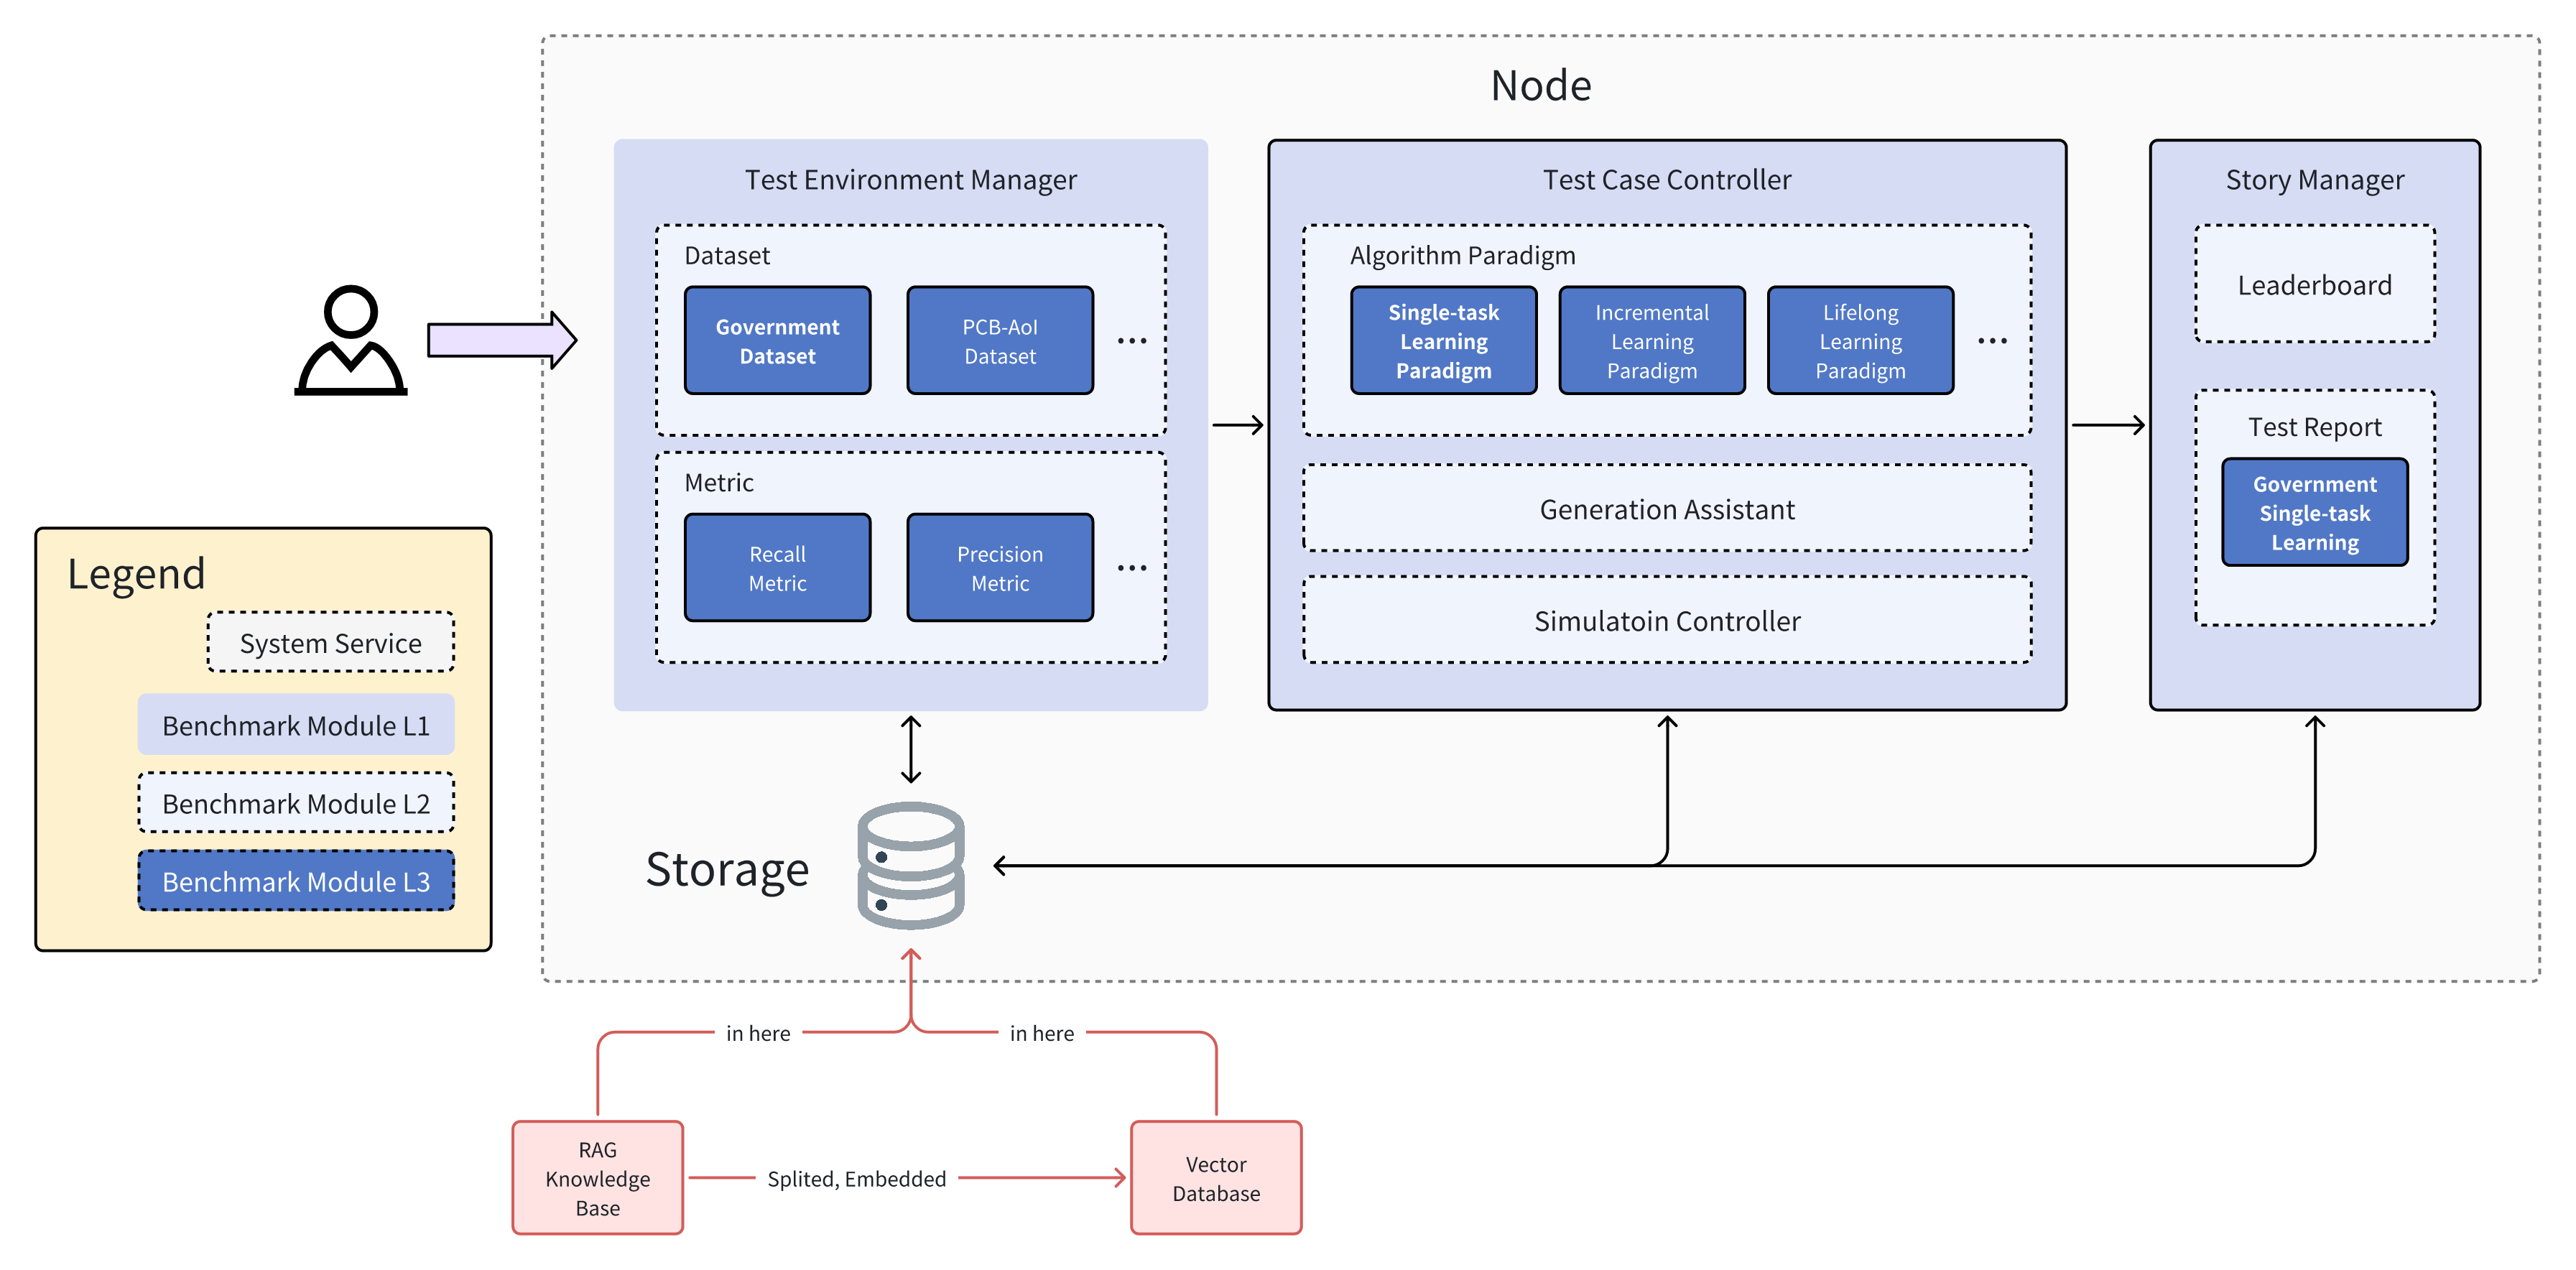 Node
Test Environment Manager
Dataset
Government
Dataset
PCB-AoI
Dataset
...
Metric
Recall
Metric
Precision
Metric
...
Test Case Controller
Algorithm Paradigm
Single-task
Learning
Paradigm
Incremental
Learning
Paradigm
Lifelong
Learning
Paradigm
...
Generation Assistant
Simulatoin Controller
Story Manager
Leaderboard
Test Report
Government
Single-task
Learning
Legend
System Service
Benchmark Module L1
Benchmark Module L2
Benchmark Module L3
Storage
in here
in here
RAG
Knowledge
Base
Splited, Embedded
Vector
Database